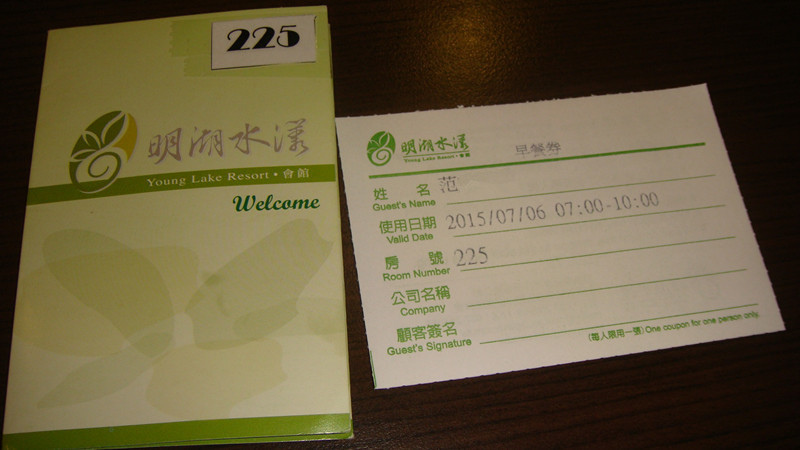 225
明湖水漾
Young Lake Resort·會館
Welcome
明湖水漾
Young Lake Resort·會館
早餐券
姓 名 范
Guest's Name
使用日期 2015/07/06 07:00-10:00
Valid Date
房 號 225
Room Number
公司名稱
Company
顧客簽名
Guest's Signature
(每人限用一張) One coupon for one person only.